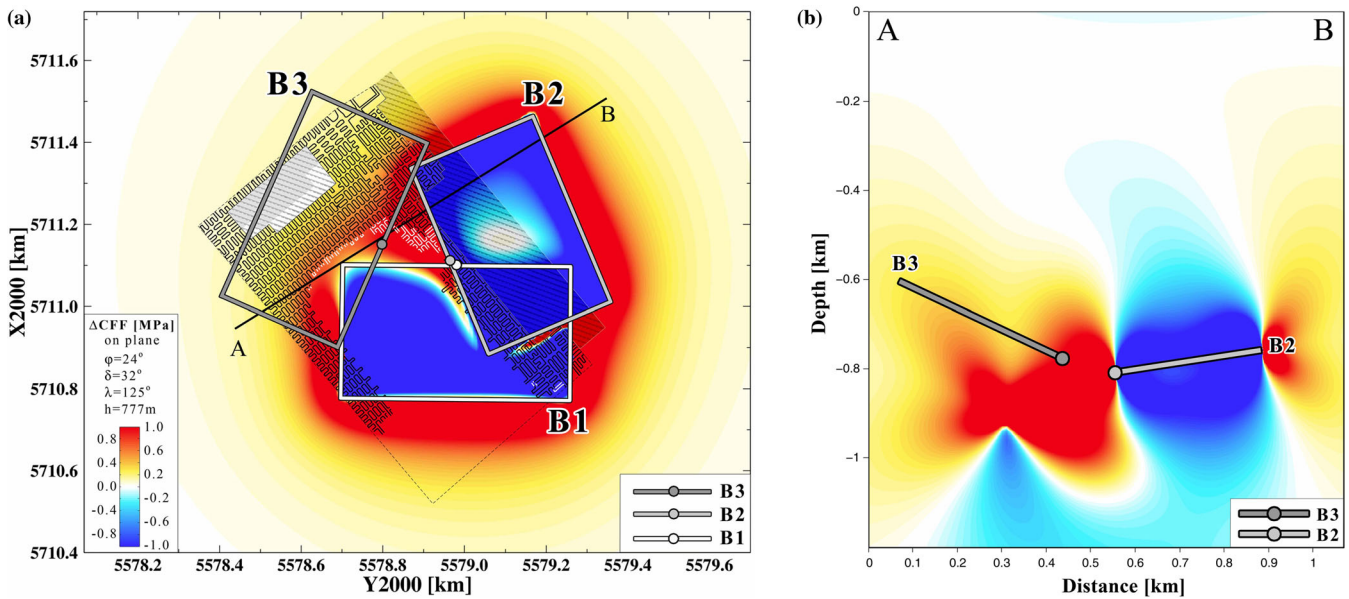 (a)
5711.6
5711.4
5711.2
5711.0
5710.8
5710.6
5710.4
X2000 [km]
B3
B2
B
A
B1
ΔCFF [MPa]
on plane
φ=24°
δ=32°
λ=125°
h=777m
1.0
0.8
0.6
0.4
0.2
0.0
-0.2
-0.4
-0.6
-0.8
-1.0
B3
B2
B1
5578.2 5578.4 5578.6 5578.8 5579.0 5579.2 5579.4 5579.6
Y2000 [km]
(b)
A B
0
−0.2
−0.4
−0.6
−0.8
−1
Depth [km]
B3
B2
B3
B2
0 0.1 0.2 0.3 0.4 0.5 0.6 0.7 0.8 0.9 1
Distance [km]